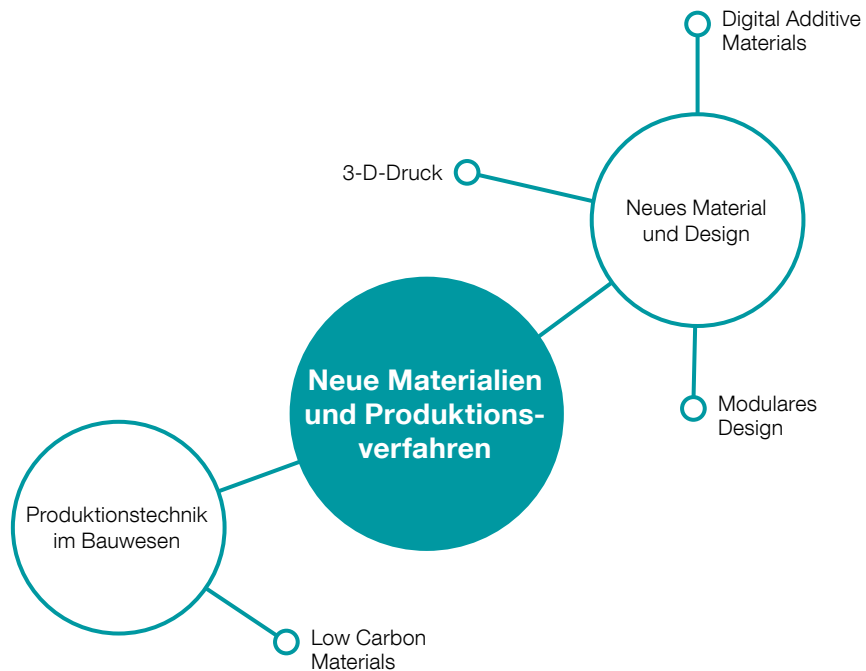 Digital Additive
Materials
3-D-Druck
Neues Material
und Design
Neue Materialien
und Produktions-
verfahren
Modulares
Design
Produktionstechnik
im Bauwesen
Low Carbon
Materials